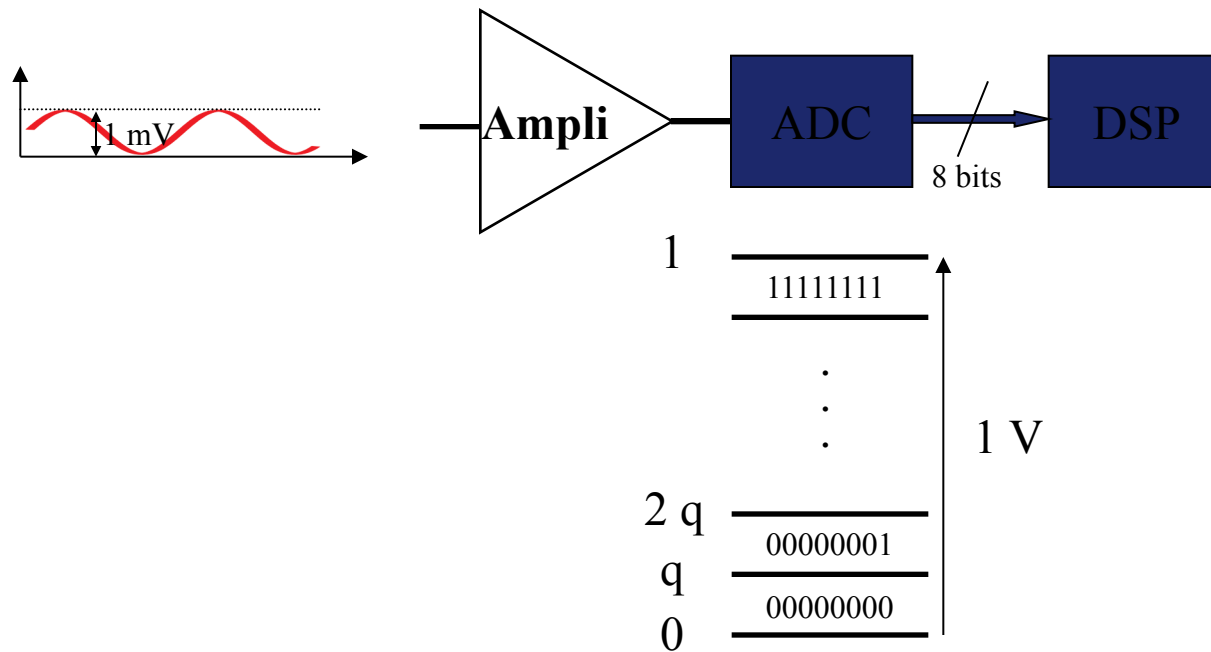 1 mV
Ampli
ADC
8 bits
DSP
1
11111111
.
.
.
1 V
2 q
00000001
q
00000000
0